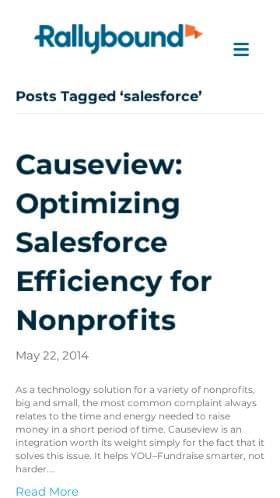 Rallybound
Posts Tagged ‘salesforce’
Causeview:
Optimizing
Salesforce
Efficiency for
Nonprofits
May 22, 2014
As a technology solution for a variety of nonprofits,
big and small, the most common complaint always
relates to the time and energy needed to raise
money in a short period of time. Causeview is an
integration worth its weight simply for the fact that it
solves this issue. It helps YOU–Fundraise smarter, not
harder...
Read More